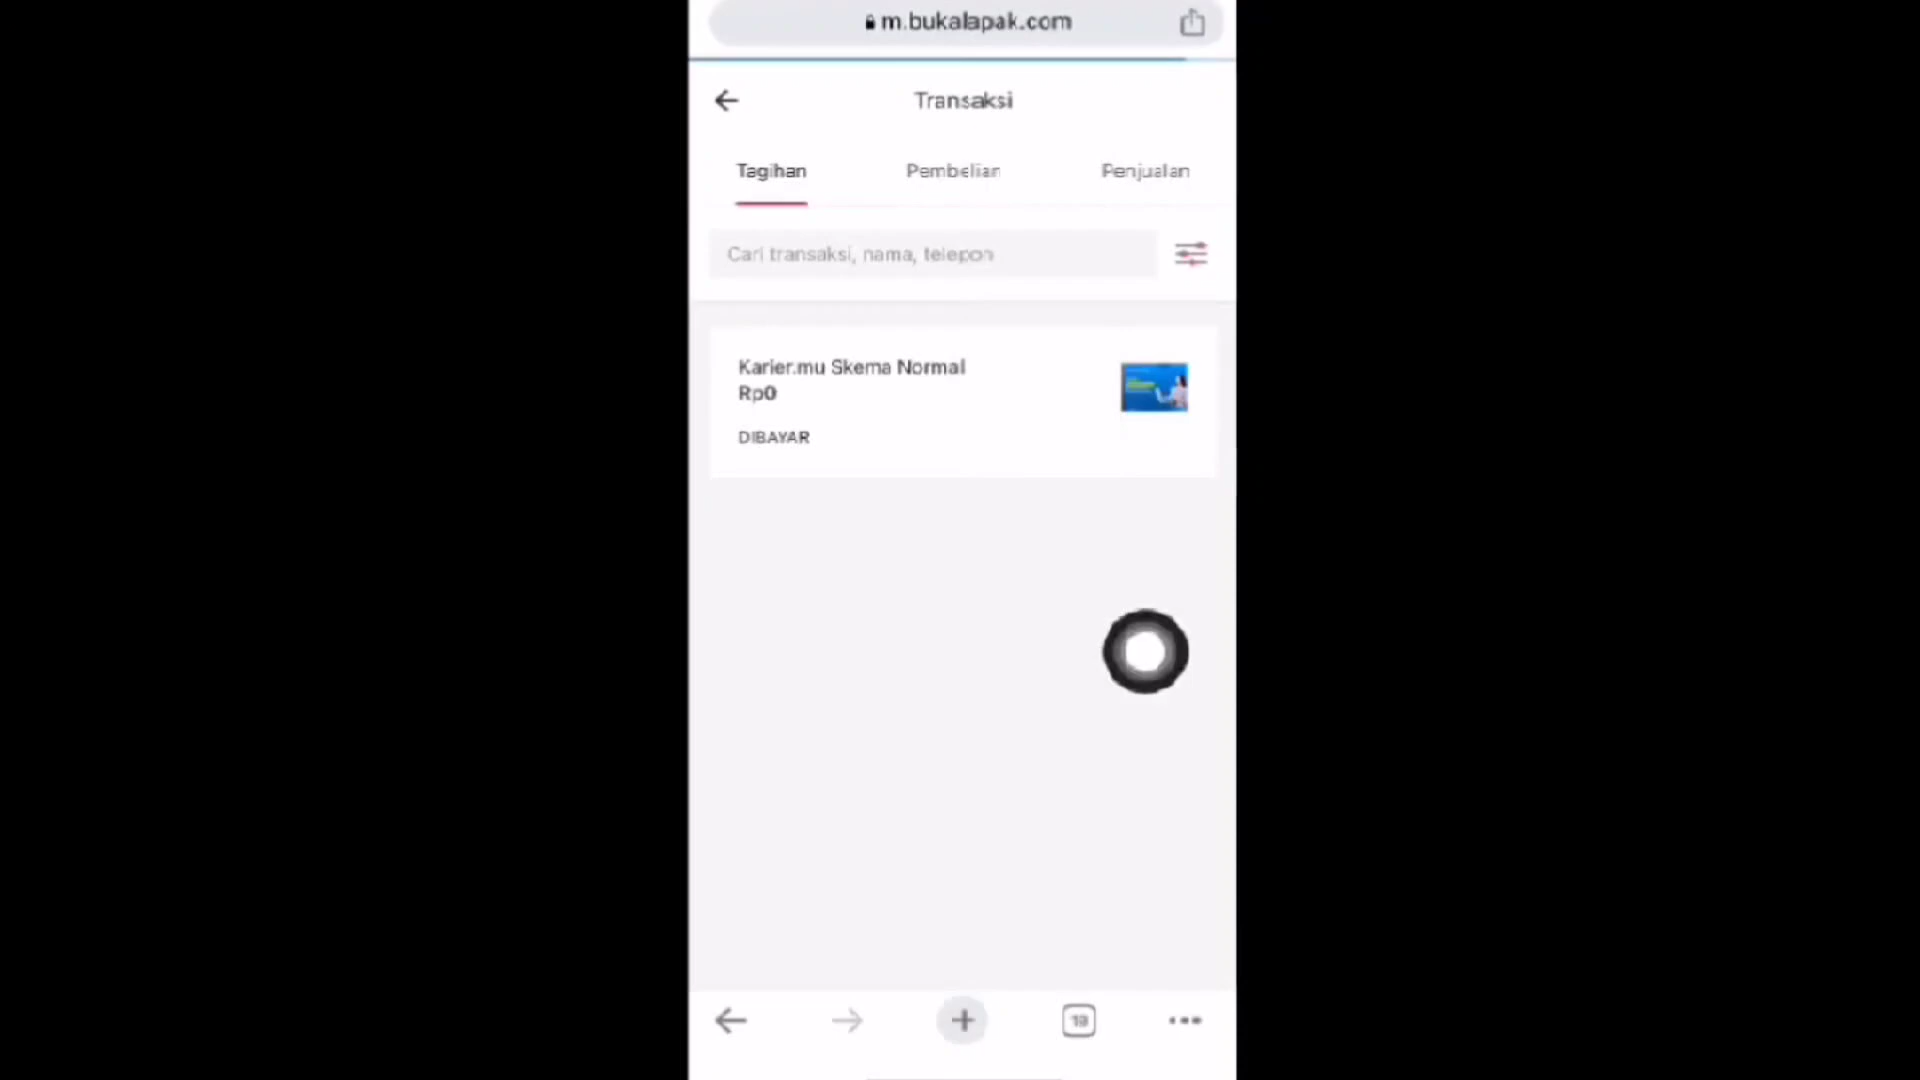 m.bukalapak.com
Transaksi
Tagihan Pembelian Penjualan
Cari transaksi, nama, telepon
Karier.mu Skema Normal
Rp0
DIBAYAR